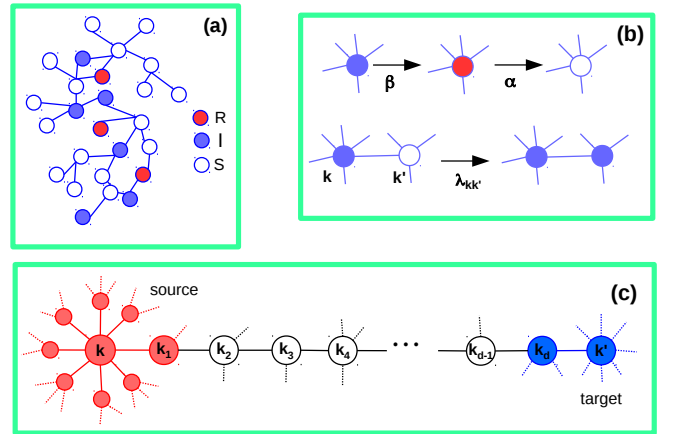 (a)
R
I
S
(b)
β α
k k' λkk'
(c)
source
k k₁ k₂ k₃ k₄ ... kd-1 kd k'
target